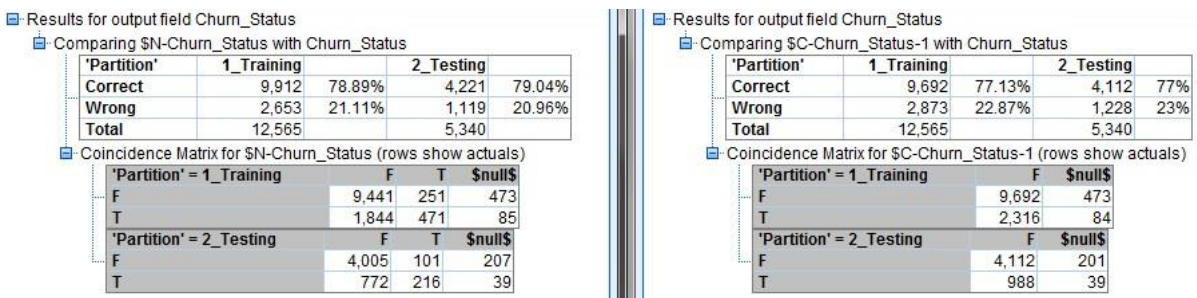 Results for output field Churn_Status
Comparing $N-Churn_Status with Churn_Status
'Partition' 1_Training 2_Testing
Correct 9,912 78.89% 4,221 79.04%
Wrong 2,653 21.11% 1,119 20.96%
Total 12,565 5,340
Coincidence Matrix for $N-Churn_Status (rows show actuals)
'Partition' = 1_Training F T $null$
F 9,441 251 473
T 1,844 471 85
'Partition' = 2_Testing F T $null$
F 4,005 101 207
T 772 216 39
Results for output field Churn_Status
Comparing $C-Churn_Status-1 with Churn_Status
'Partition' 1_Training 2_Testing
Correct 9,692 77.13% 4,112 77%
Wrong 2,873 22.87% 1,228 23%
Total 12,565 5,340
Coincidence Matrix for $C-Churn_Status-1 (rows show actuals)
'Partition' = 1_Training F $null$
F 9,692 473
T 2,316 84
'Partition' = 2_Testing F $null$
F 4,112 201
T 988 39